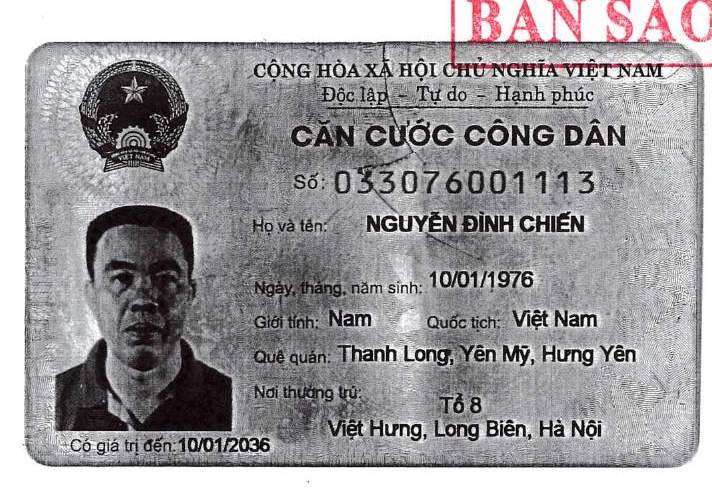 BẢN SAO
CỘNG HÒA XÃ HỘI CHỦ NGHĨA VIỆT NAM
Độc lập - Tự do - Hạnh phúc
CĂN CƯỚC CÔNG DÂN
Số: 033076001113
Họ và tên: NGUYỄN ĐÌNH CHIẾN
Ngày, tháng, năm sinh: 10/01/1976
Giới tính: Nam Quốc tịch: Việt Nam
Quê quán: Thanh Long, Yên Mỹ, Hưng Yên
Nơi thường trú: Tổ 8
Việt Hưng, Long Biên, Hà Nội
Có giá trị đến: 10/01/2036
VIỆT NAM